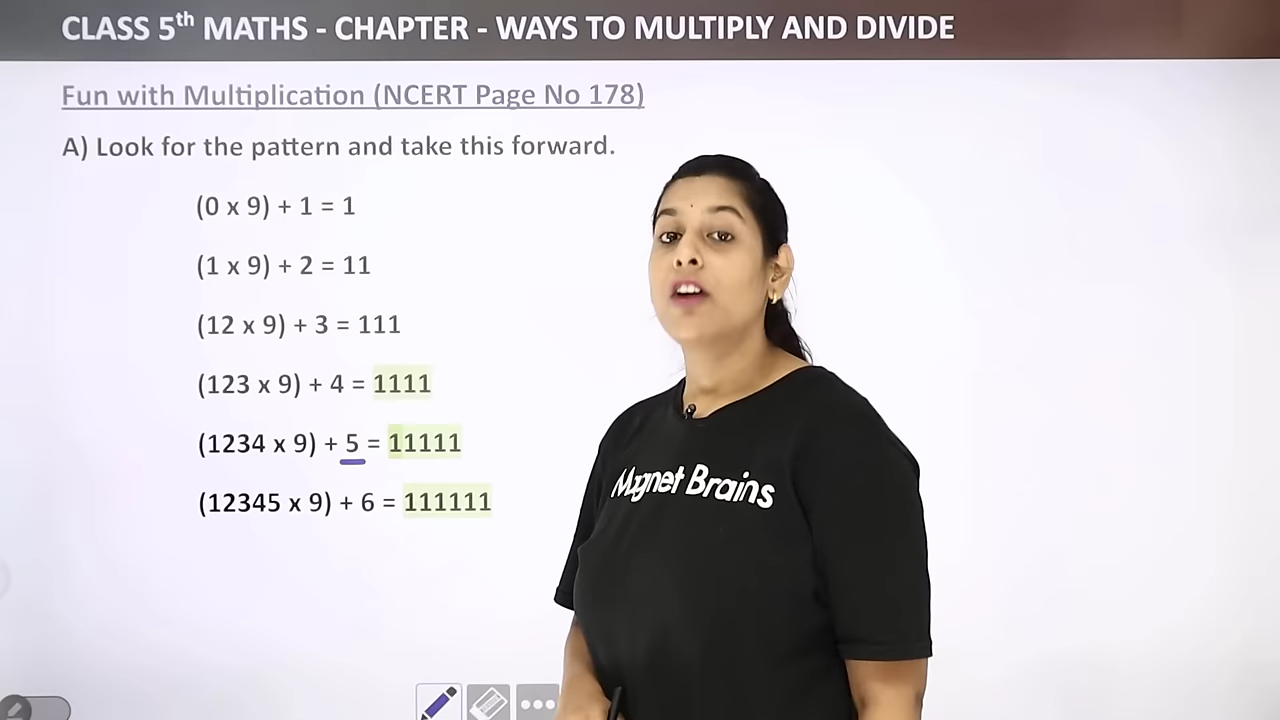 CLASS 5th MATHS - CHAPTER - WAYS TO MULTIPLY AND DIVIDE
Fun with Multiplication (NCERT Page No 178)
A) Look for the pattern and take this forward.
(0 x 9) + 1 = 1
(1 x 9) + 2 = 11
(12 x 9) + 3 = 111
(123 x 9) + 4 = 1111
(1234 x 9) + 5 = 11111
(12345 x 9) + 6 = 111111
Magnet Brains